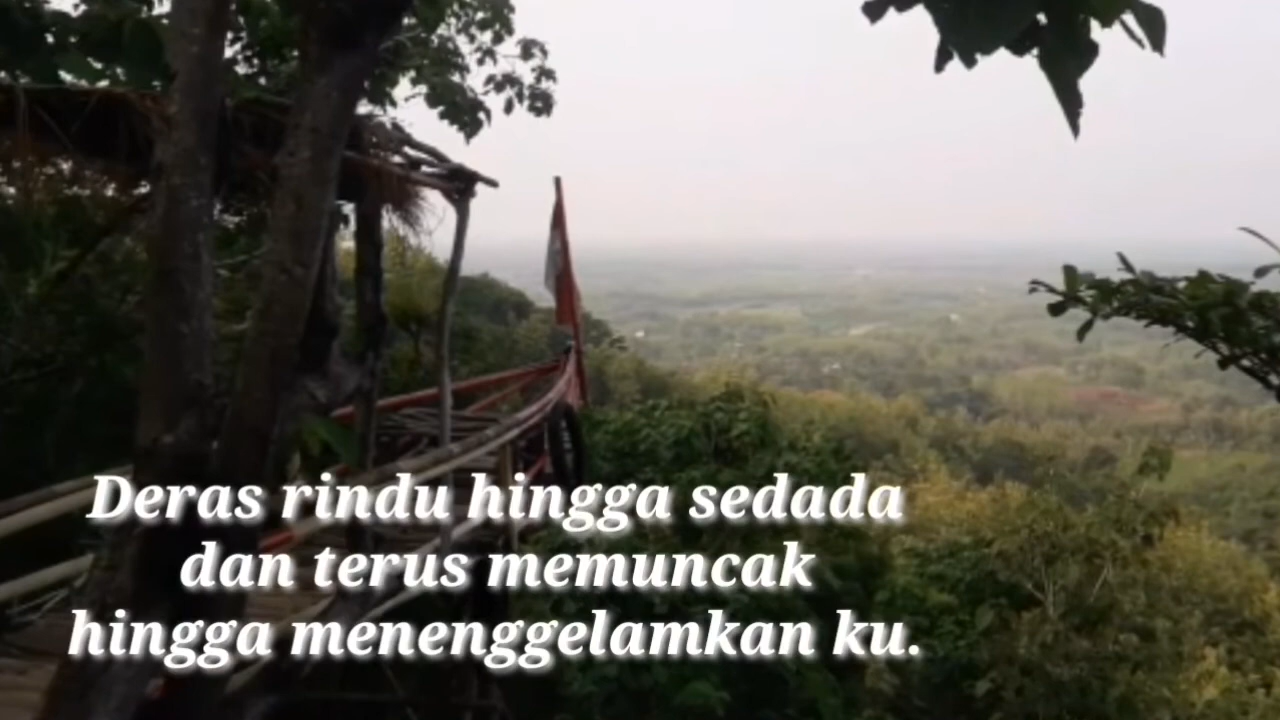 Deras rindu hingga sedada
dan terus memuncak
hingga menenggelamkan ku.